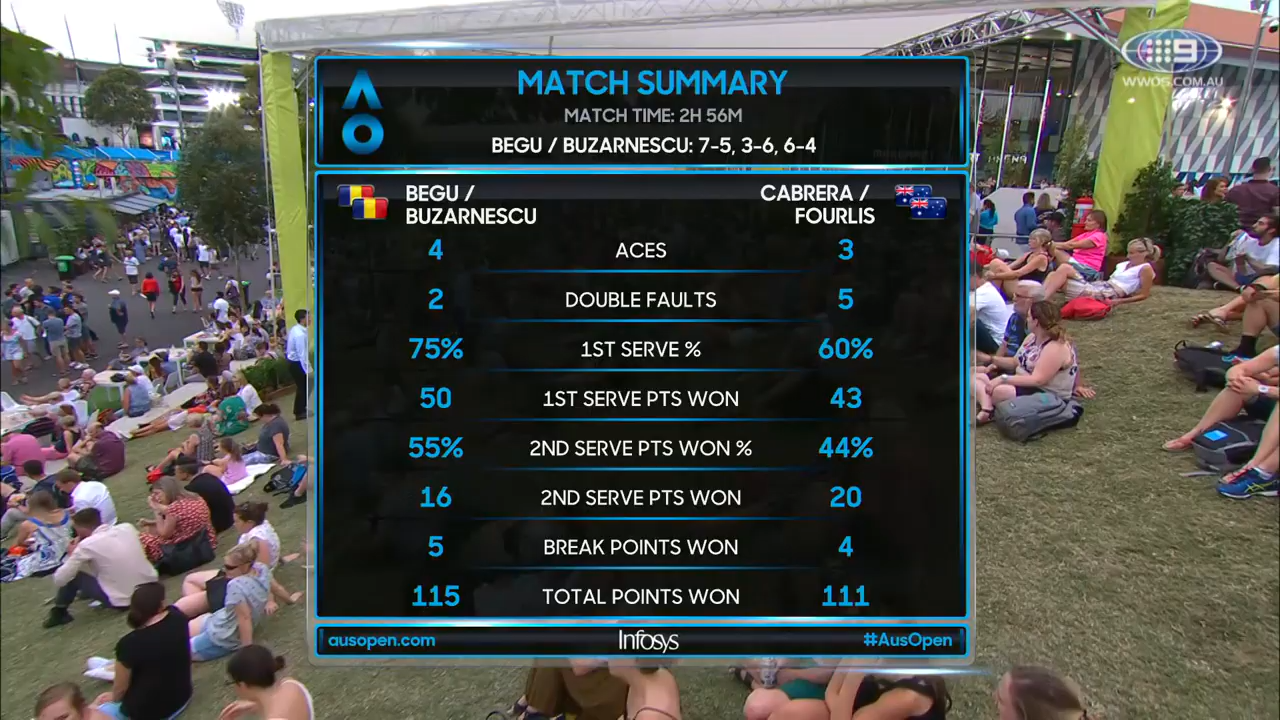 9
WWOS.COM.AU
AO
MATCH SUMMARY
MATCH TIME: 2H 56M
BEGU / BUZARNESCU: 7-5, 3-6, 6-4
BEGU /
BUZARNESCU
CABRERA /
FOURLIS
4 ACES 3
2 DOUBLE FAULTS 5
75% 1ST SERVE % 60%
50 1ST SERVE PTS WON 43
55% 2ND SERVE PTS WON % 44%
16 2ND SERVE PTS WON 20
5 BREAK POINTS WON 4
115 TOTAL POINTS WON 111
ausopen.com Infosys #AusOpen